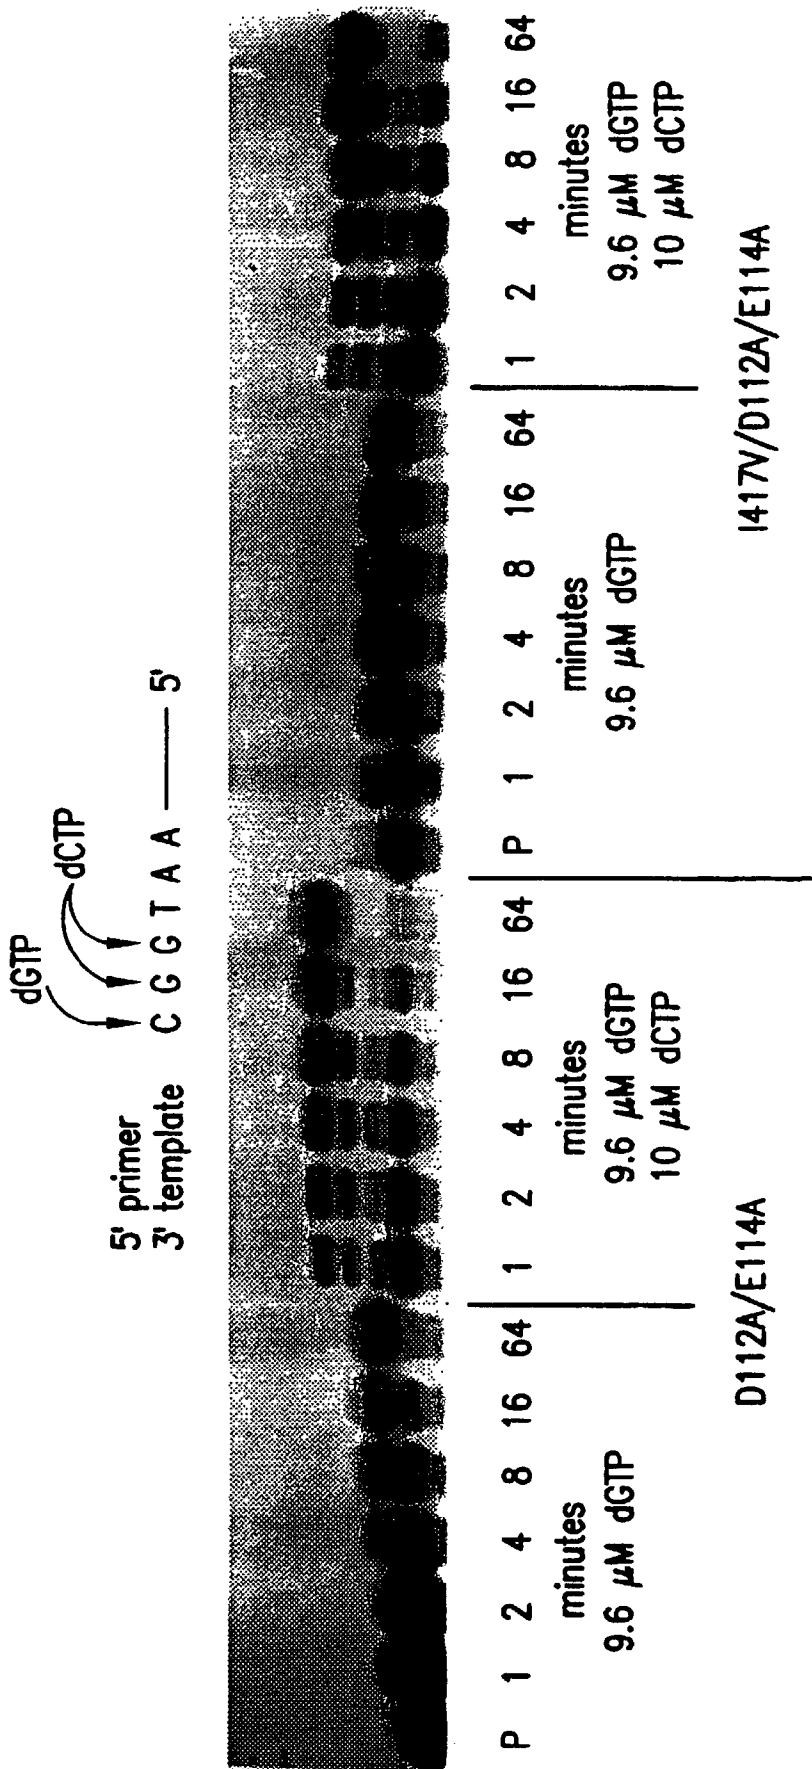 dGTP
dCTP
5' primer
3' template C G G T A A — 5'
P 1 2 4 8 16 64 1 2 4 8 16 64 P 1 2 4 8 16 64 1 2 4 8 16 64
minutes minutes minutes minutes
9.6 μM dGTP 9.6 μM dGTP 9.6 μM dGTP 9.6 μM dGTP
10 μM dCTP 10 μM dCTP
D112A/E114A I417V/D112A/E114A